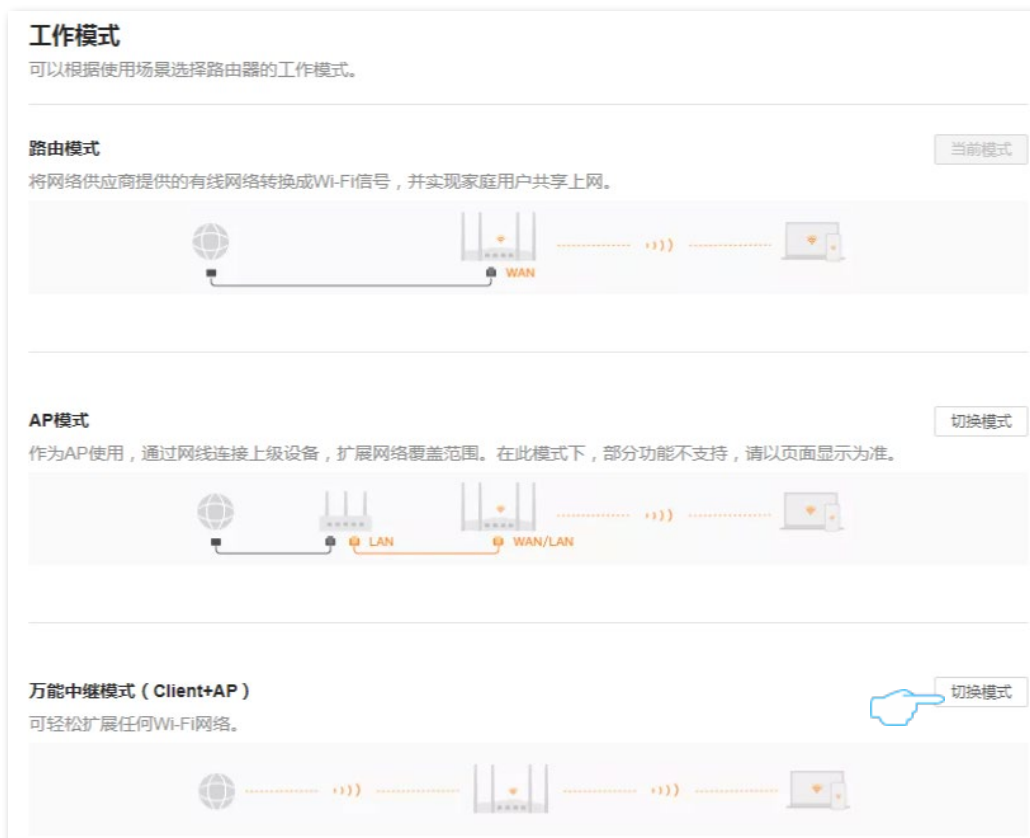 工作模式
可以根据使用场景选择路由器的工作模式。
路由模式
当前模式
将网络供应商提供的有线网络转换成Wi-Fi信号，并实现家庭用户共享上网。
WAN
AP模式
切换模式
作为AP使用，通过网线连接上级设备，扩展网络覆盖范围。在此模式下，部分功能不支持，请以页面显示为准。
LAN
WAN/LAN
万能中继模式（Client+AP）
切换模式
可轻松扩展任何Wi-Fi网络。